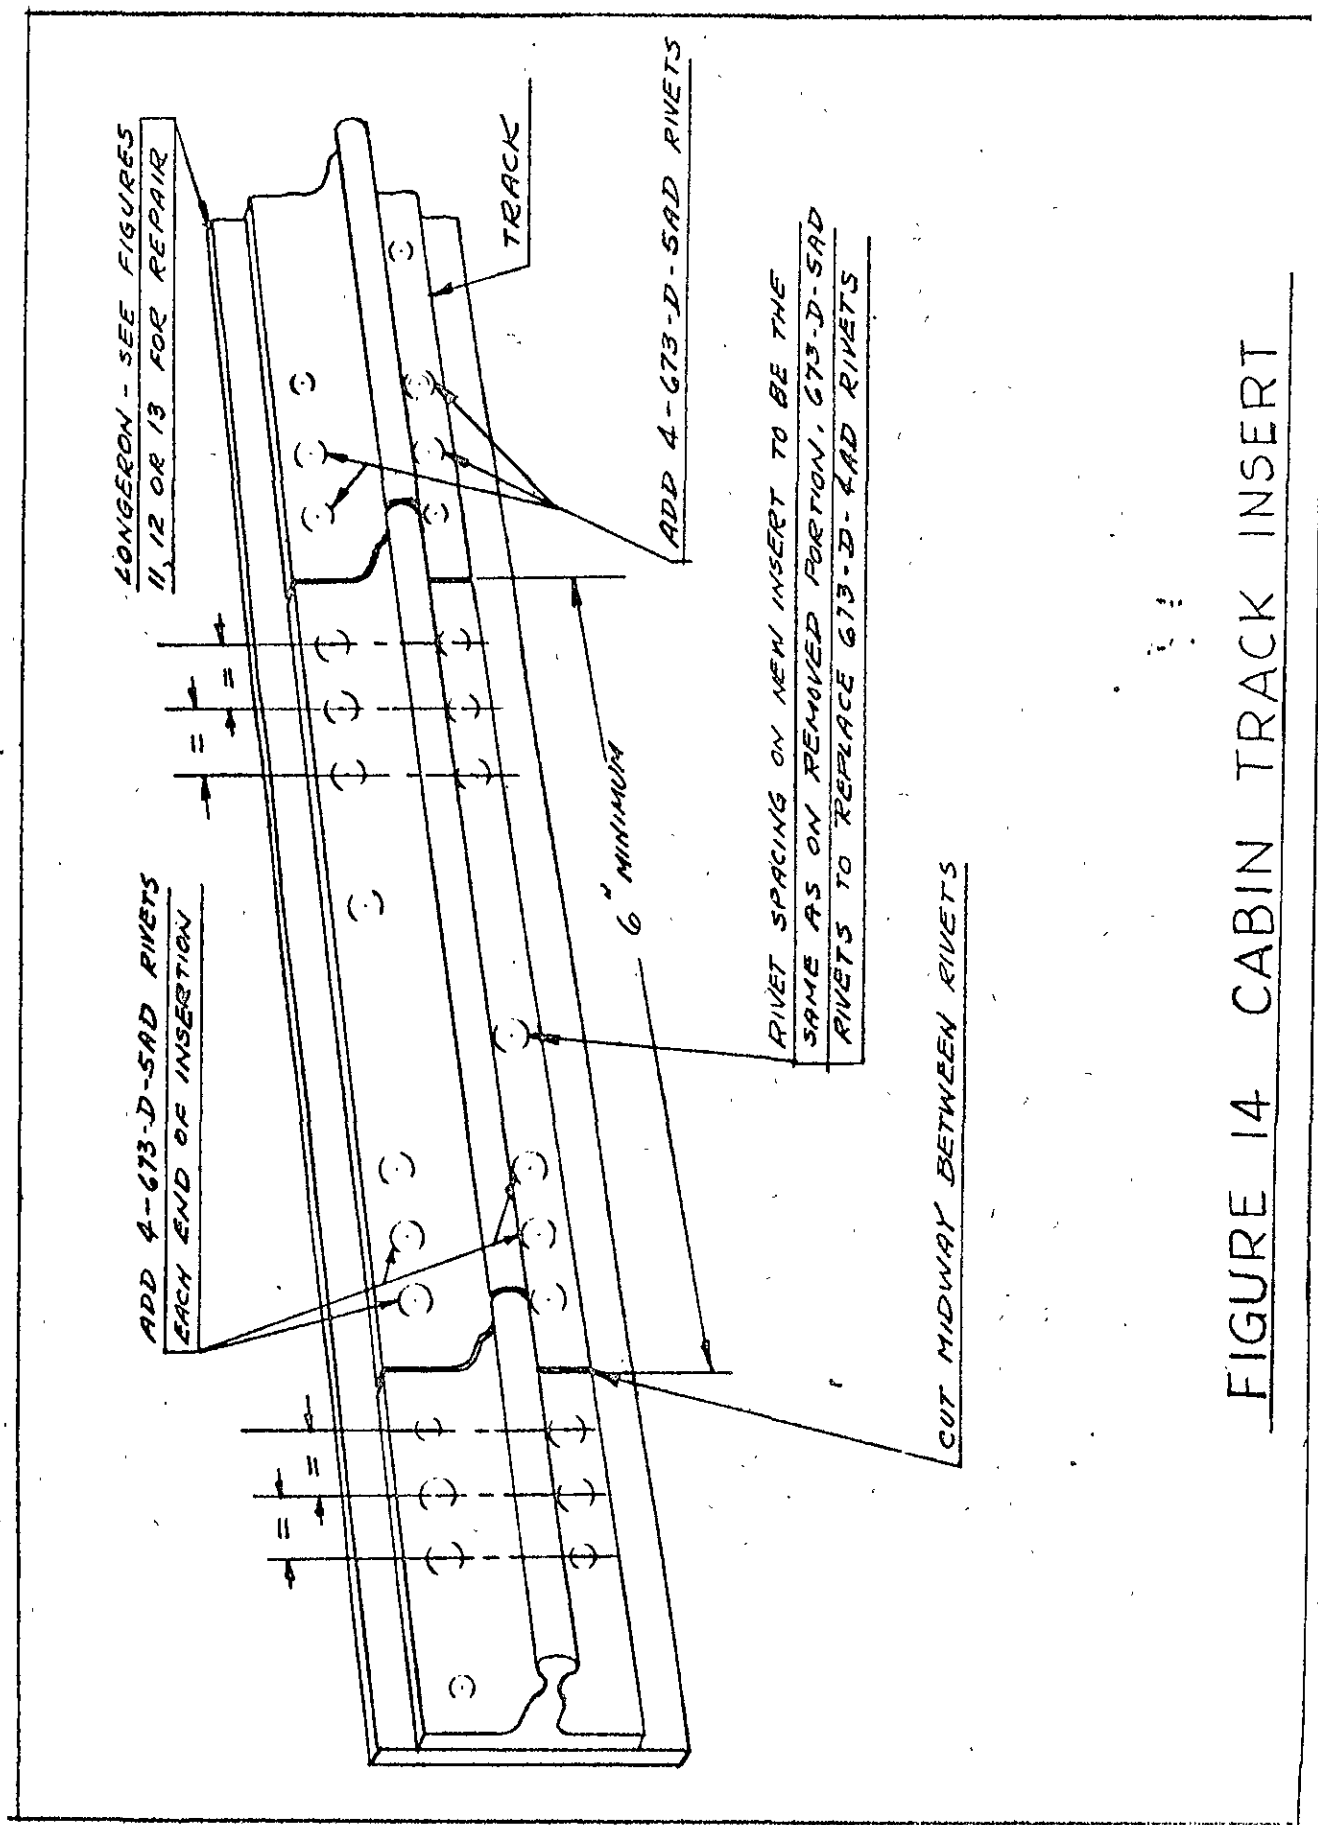 LONGERON - SEE FIGURES
11, 12 OR 13 FOR REPAIR
TRACK
ADD 4-673-D-5AD RIVETS
ADD 4-673-D-5AD RIVETS
EACH END OF INSERTION
=
=
=
=
6" MINIMUM
RIVET SPACING ON NEW INSERT TO BE THE
SAME AS ON REMOVED PORTION. 673-D-5AD
RIVETS TO REPLACE 673-D-4AD RIVETS
CUT MIDWAY BETWEEN RIVETS
FIGURE 14 CABIN TRACK INSERT